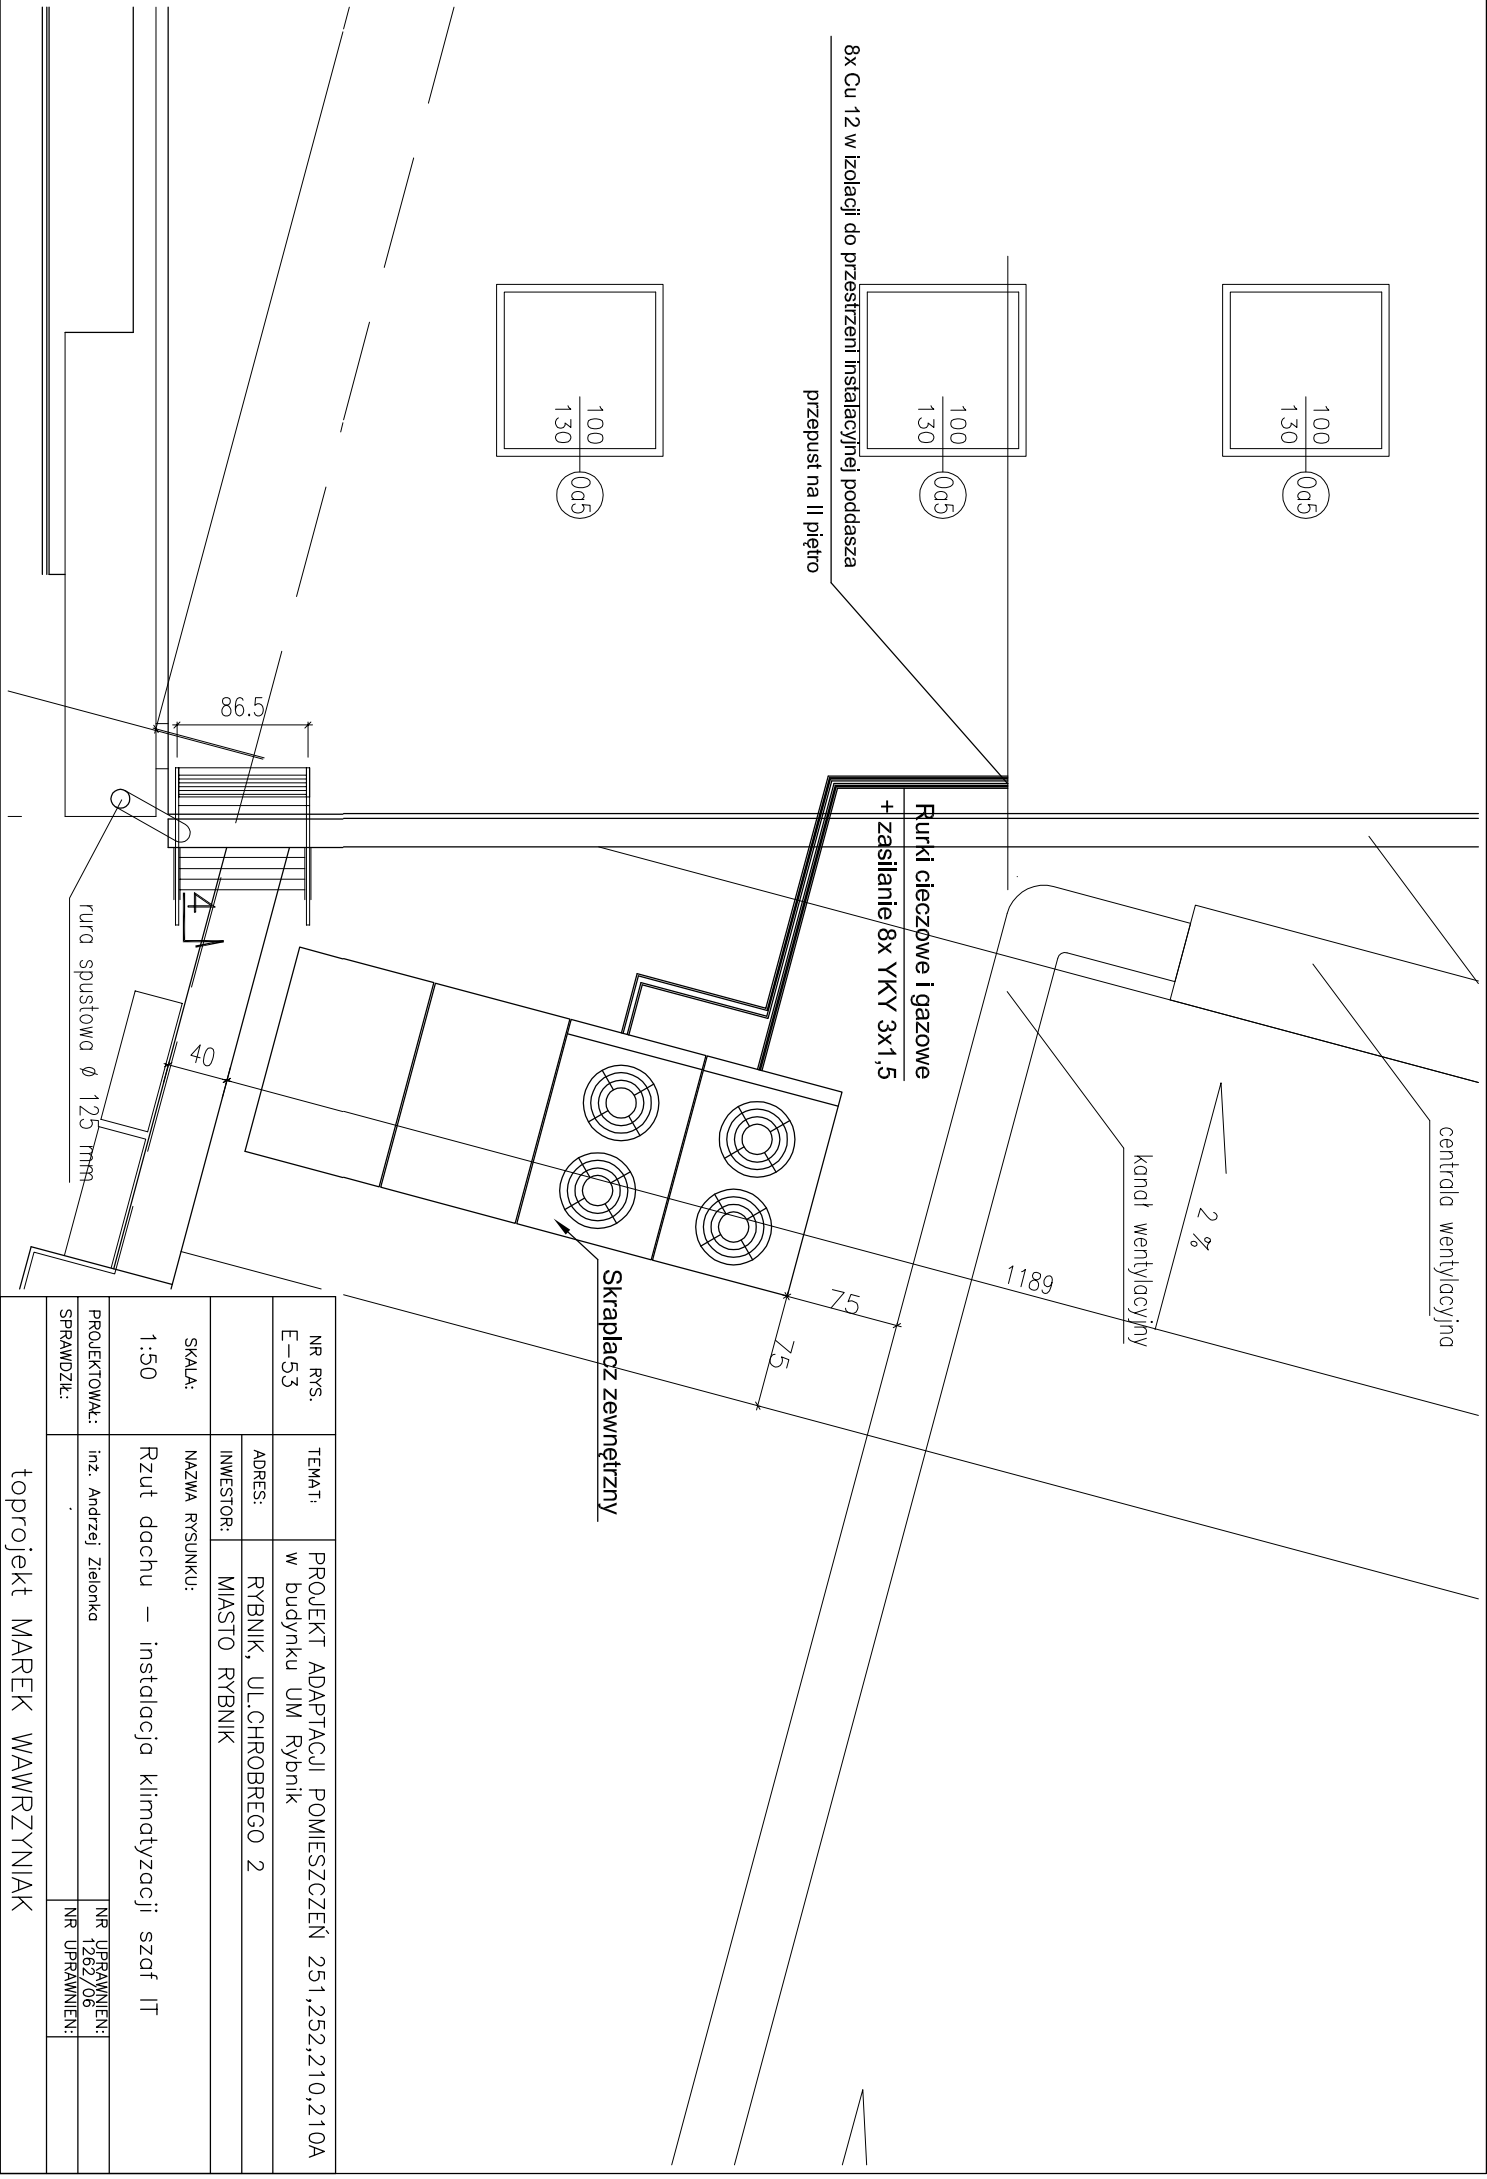 centrala wentylacyjna
kanał wentylacyjny
2 %
1189
100
130
Oa5
100
130
Oa5
100
130
Oa5
8x Cu 12 w izolacji do przestrzeni instalacyjnej poddasza
przepust na II piętro
Rurki cieczowe i gazowe
+ zasilanie 8x YKY 3x1,5
75
75
Skraplacz zewnętrzny
86.5
4
40
rura spustowa ø 125 mm
NR RYS.
E-53
TEMAT:
PROJEKT ADAPTACJI POMIESZCZEŃ 251,252,210,210A
w budynku UM Rybnik
ADRES:
RYBNIK, UL.CHROBREGO 2
INWESTOR:
MIASTO RYBNIK
SKALA:
1:50
NAZWA RYSUNKU:
Rzut dachu – instalacja klimatyzacji szaf IT
PROJEKTOWAŁ:
inż. Andrzej Zielonka
NR UPRAWNIEŃ:
1262/06
SPRAWDZIŁ:
.
NR UPRAWNIEŃ:
toprojekt MAREK WAWRZYNIAK